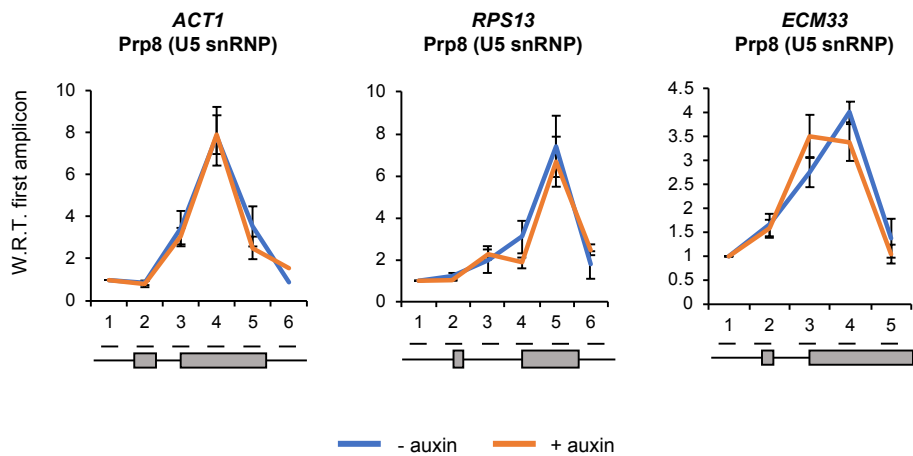 ACT1
Prp8 (U5 snRNP)
RPS13
Prp8 (U5 snRNP)
ECM33
Prp8 (U5 snRNP)
W.R.T. first amplicon
10
8
6
4
2
0
1 2 3 4 5 6
10
8
6
4
2
0
1 2 3 4 5 6
4.5
4
3.5
3
2.5
2
1.5
1
0.5
0
1 2 3 4 5
- auxin + auxin